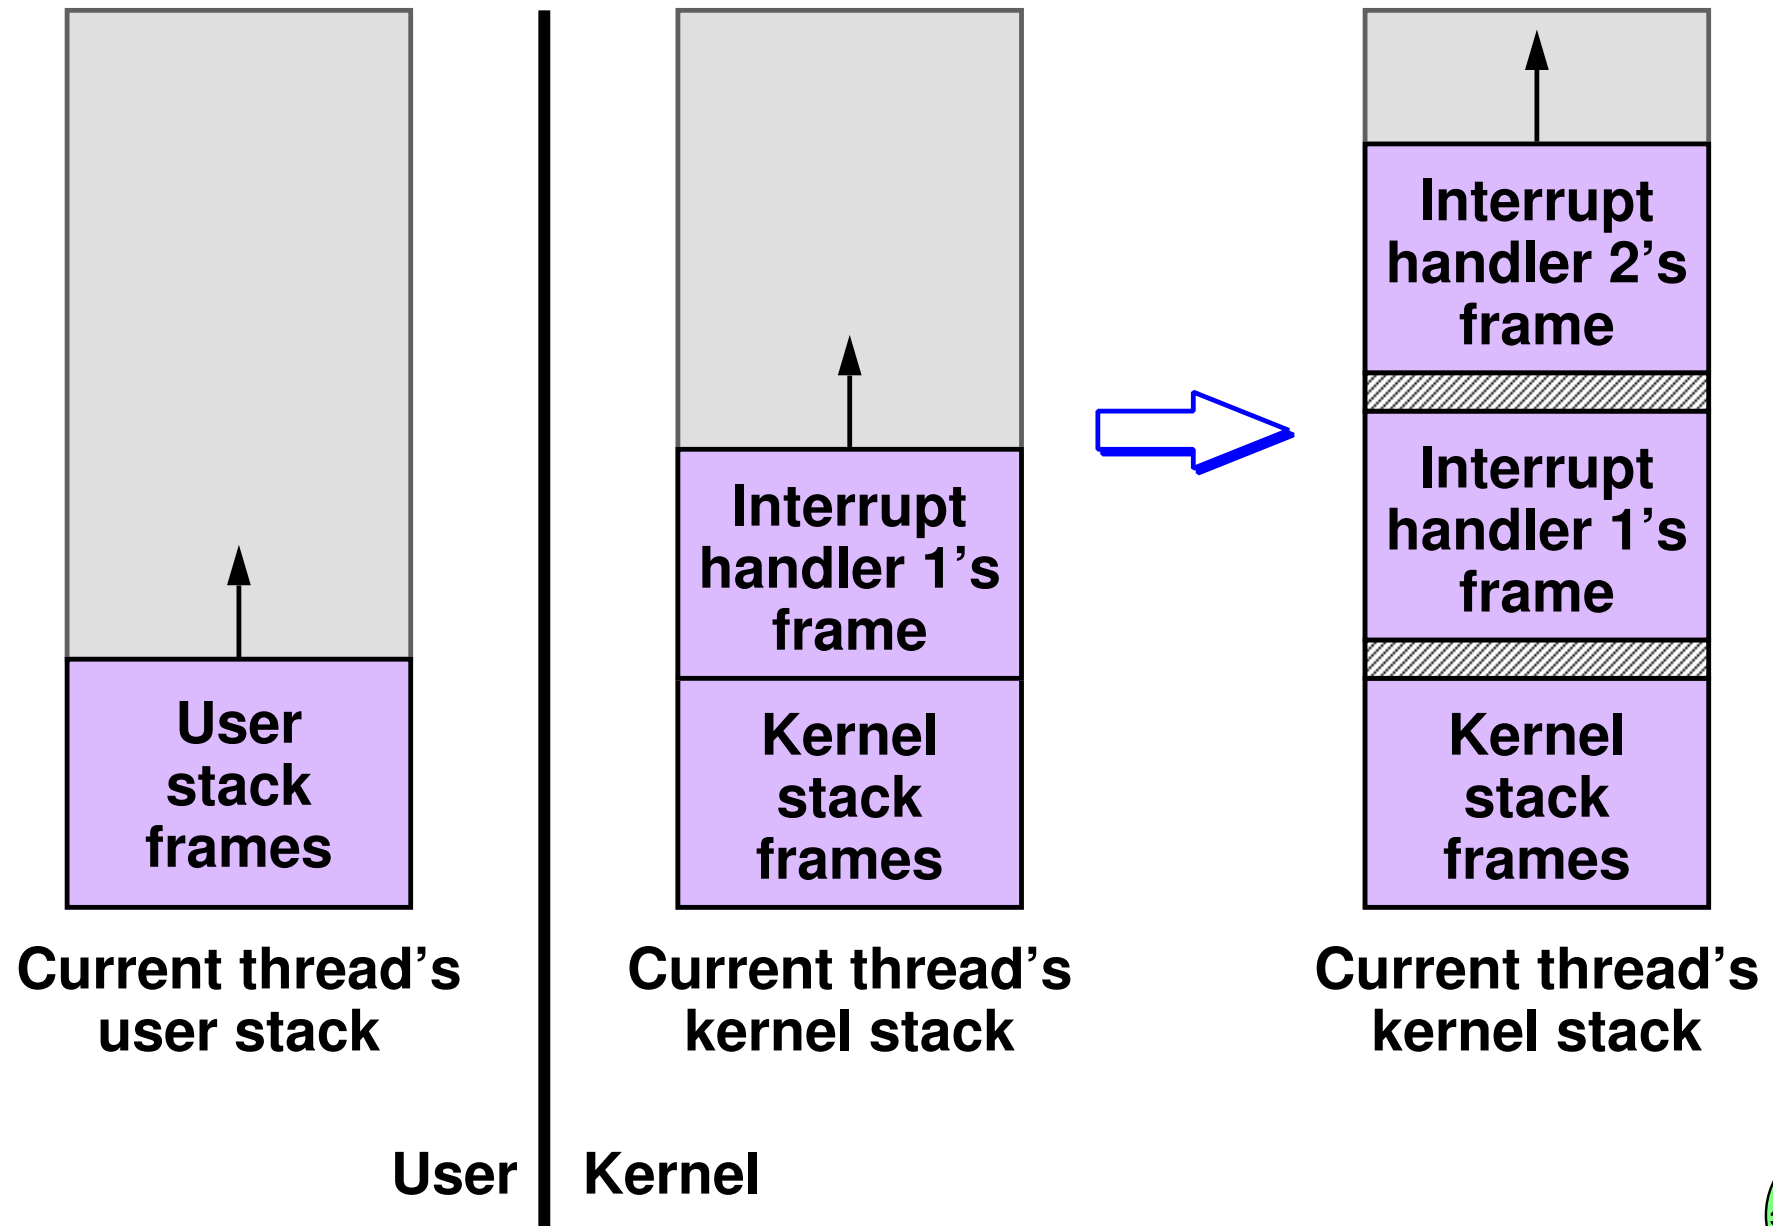 User
stack
frames
Current thread’s
user stack
Interrupt
handler 1’s
frame
Kernel
stack
frames
Current thread’s
kernel stack
Interrupt
handler 2’s
frame
Interrupt
handler 1’s
frame
Kernel
stack
frames
Current thread’s
kernel stack
User
Kernel